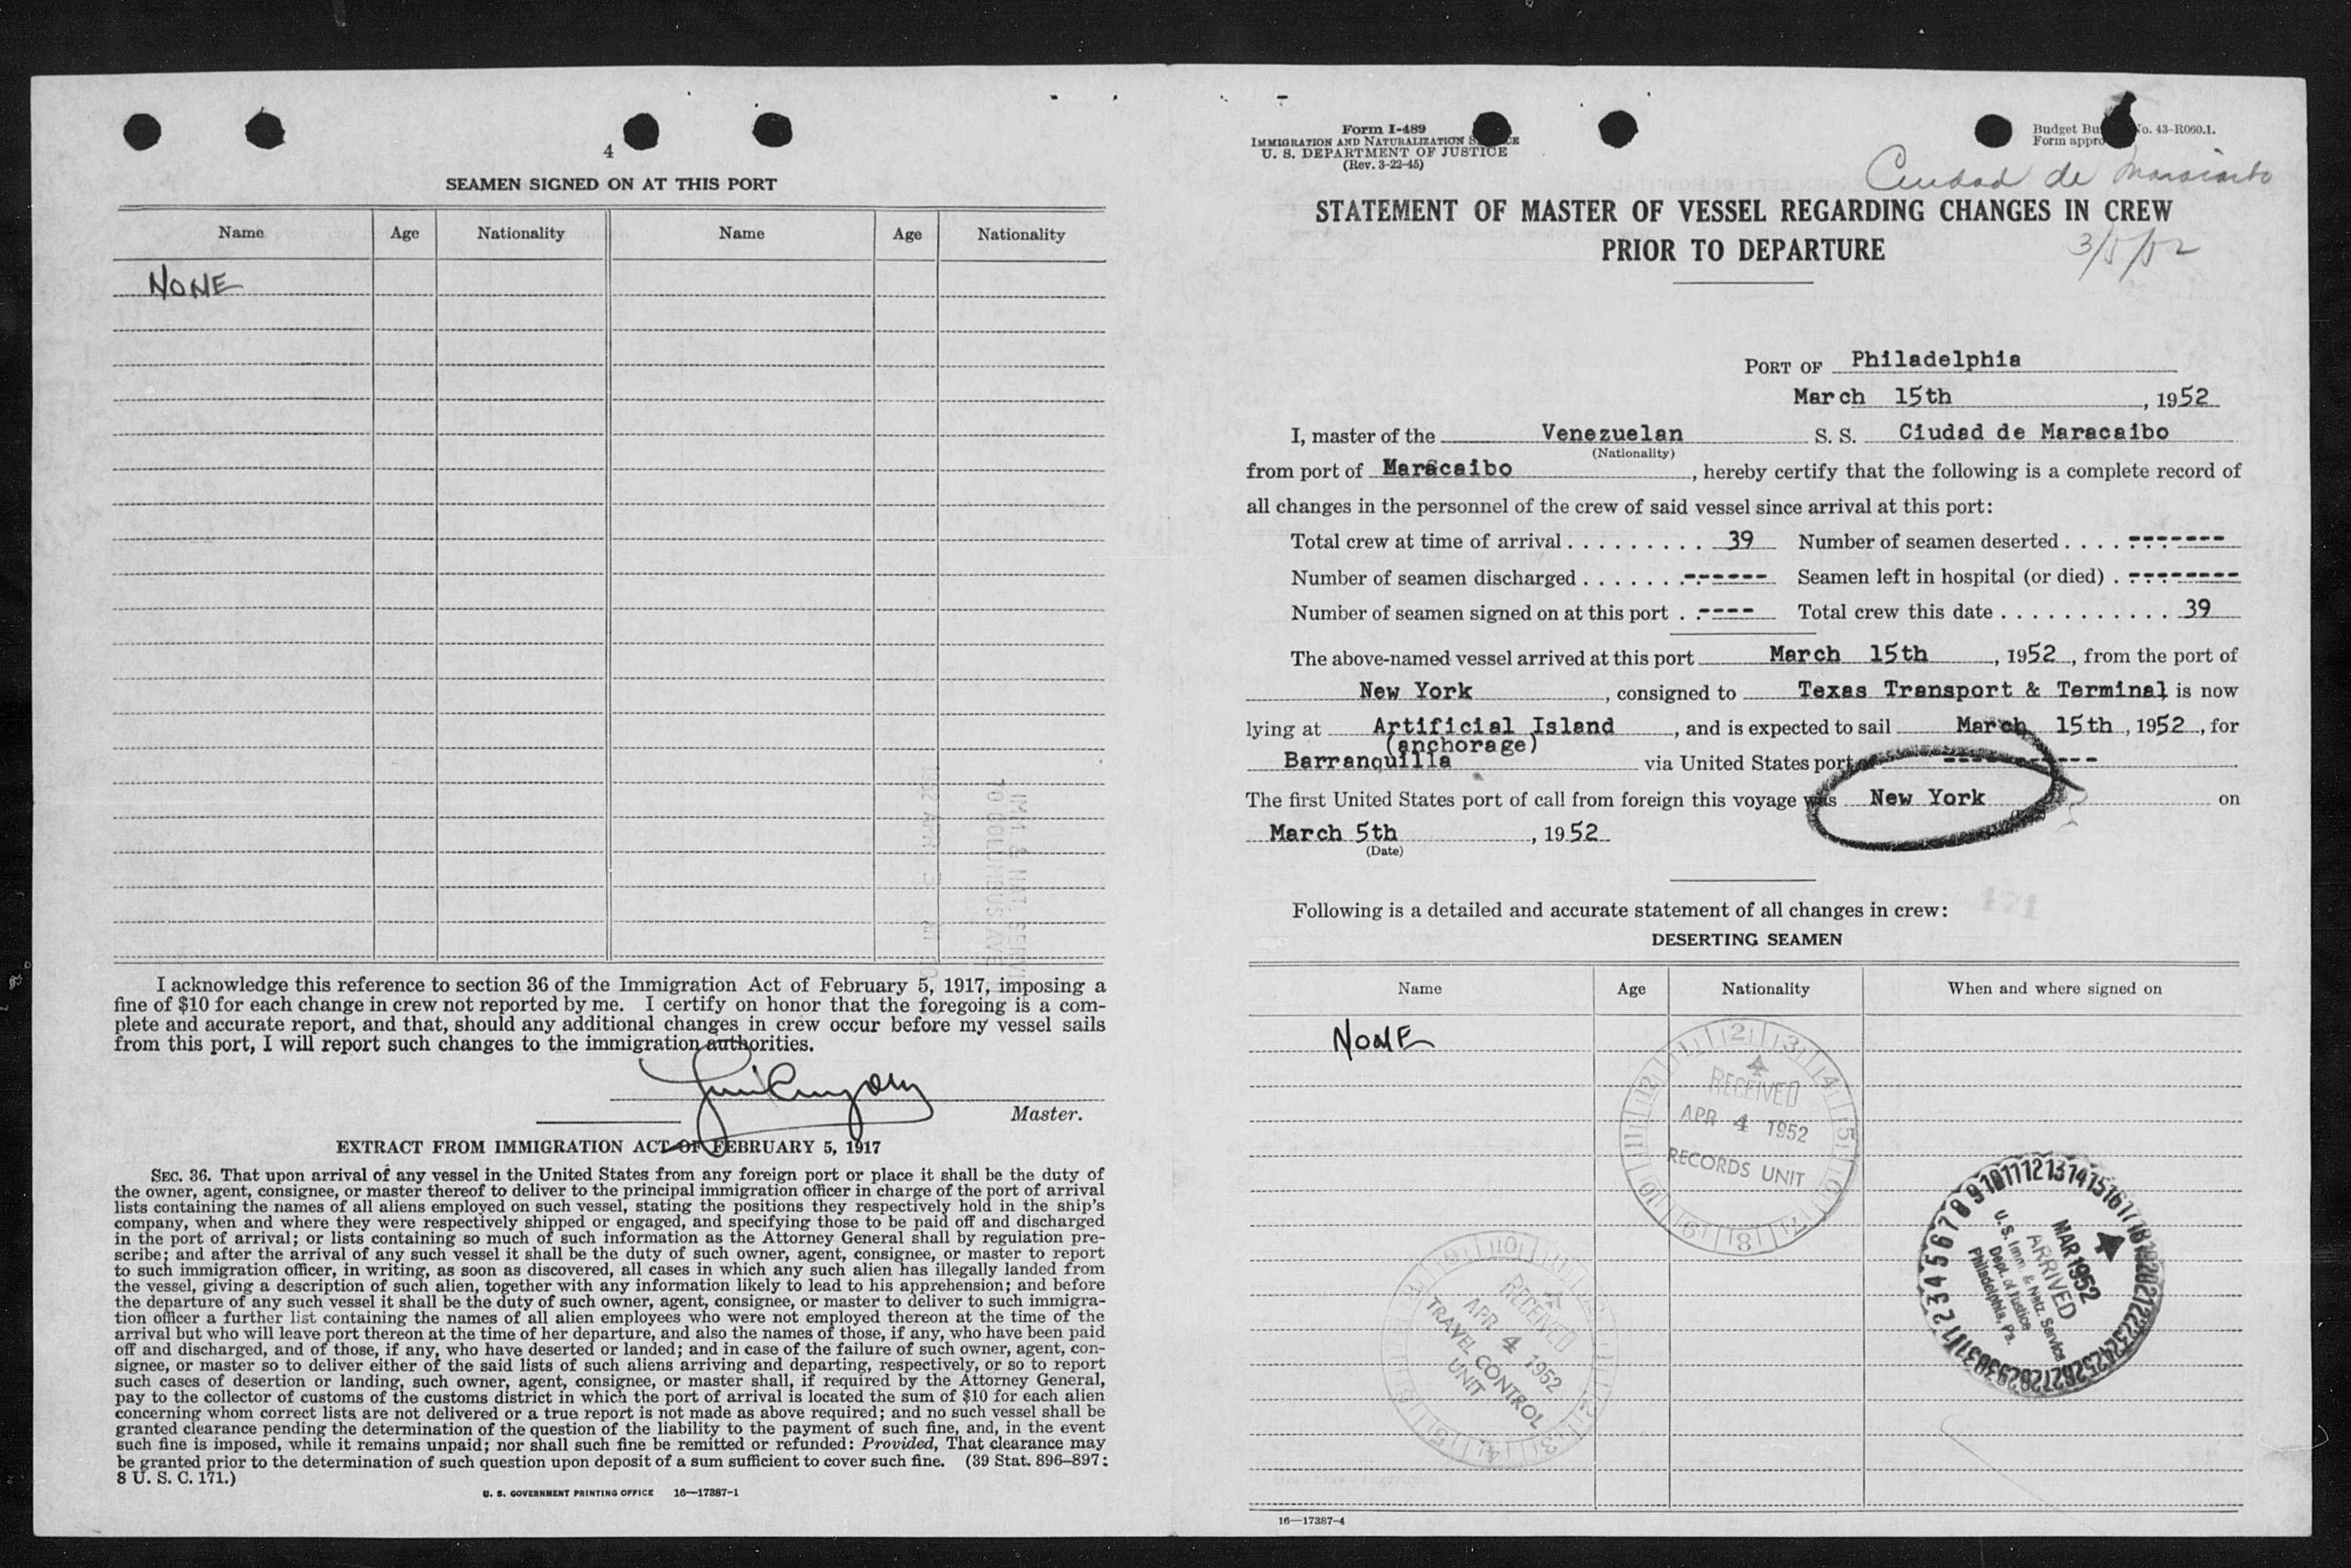 4
SEAMEN SIGNED ON AT THIS PORT
Name Age Nationality Name Age Nationality
NONE
I acknowledge this reference to section 36 of the Immigration Act of February 5, 1917, imposing a
fine of $10 for each change in crew not reported by me. I certify on honor that the foregoing is a com-
plete and accurate report, and that, should any additional changes in crew occur before my vessel sails
from this port, I will report such changes to the immigration authorities.
Master.
EXTRACT FROM IMMIGRATION ACT OF FEBRUARY 5, 1917
SEC. 36. That upon arrival of any vessel in the United States from any foreign port or place it shall be the duty of
the owner, agent, consignee, or master thereof to deliver to the principal immigration officer in charge of the port of arrival
lists containing the names of all aliens employed on such vessel, stating the positions they respectively hold in the ship's
company, when and where they were respectively shipped or engaged, and specifying those to be paid off and discharged
in the port of arrival; or lists containing so much of such information as the Attorney General shall by regulation pre-
scribe; and after the arrival of any such vessel it shall be the duty of such owner, agent, consignee, or master to report
to such immigration officer, in writing, as soon as discovered, all cases in which any such alien has illegally landed from
the vessel, giving a description of such alien, together with any information likely to lead to his apprehension; and before
the departure of any such vessel it shall be the duty of such owner, agent, consignee, or master to deliver to such immigra-
tion officer a further list containing the names of all alien employees who were not employed thereon at the time of the
arrival but who will leave port thereon at the time of her departure, and also the names of those, if any, who have been paid
off and discharged, and of those, if any, who have deserted or landed; and in case of the failure of such owner, agent, con-
signee, or master so to deliver either of the said lists of such aliens arriving and departing, respectively, or so to report
such cases of desertion or landing, such owner, agent, consignee, or master shall, if required by the Attorney General,
pay to the collector of customs of the customs district in which the port of arrival is located the sum of $10 for each alien
concerning whom correct lists are not delivered or a true report is not made as above required; and no such vessel shall be
granted clearance pending the determination of the question of the liability to the payment of such fine, and, in the event
such fine is imposed, while it remains unpaid; nor shall such fine be remitted or refunded: Provided, That clearance may
be granted prior to the determination of such question upon deposit of a sum sufficient to cover such fine. (39 Stat. 896–897;
8 U. S. C. 171.)
U. S. GOVERNMENT PRINTING OFFICE 16—17387-1
Form I-489
IMMIGRATION AND NATURALIZATION
U. S. DEPARTMENT OF JUSTICE
(Rev. 3-22-45)
Budget No. 43-R060.1.
Form
Ciudad de Maracaibo
STATEMENT OF MASTER OF VESSEL REGARDING CHANGES IN CREW
PRIOR TO DEPARTURE
3/5/52
PORT OF Philadelphia
March 15th, 1952
I, master of the Venezuelan S. S. Ciudad de Maracaibo
(Nationality)
from port of Maracaibo, hereby certify that the following is a complete record of
all changes in the personnel of the crew of said vessel since arrival at this port:
Total crew at time of arrival . . . . . . . . . 39 Number of seamen deserted . . . . -------
Number of seamen discharged . . . . . . . ------ Seamen left in hospital (or died) . --------
Number of seamen signed on at this port . . ---- Total crew this date . . . . . . . . . . . 39
The above-named vessel arrived at this port March 15th, 1952, from the port of
New York, consigned to Texas Transport & Terminal is now
lying at Artificial Island, and is expected to sail March 15th, 1952, for
(anchorage)
Barranquilla via United States port of -----------
The first United States port of call from foreign this voyage was New York on
March 5th, 1952
(Date)
171
Following is a detailed and accurate statement of all changes in crew:
DESERTING SEAMEN
Name Age Nationality When and where signed on
NONE
RECEIVED
APR 4 1952
RECORDS UNIT
RECEIVED
APR 4 1952
TRAVEL CONTROL
UNIT
MAR 1952
ARRIVED
U.S. Imm. & Natz. Service
Dept. of Justice
Philadelphia, Pa.
16—17387-4